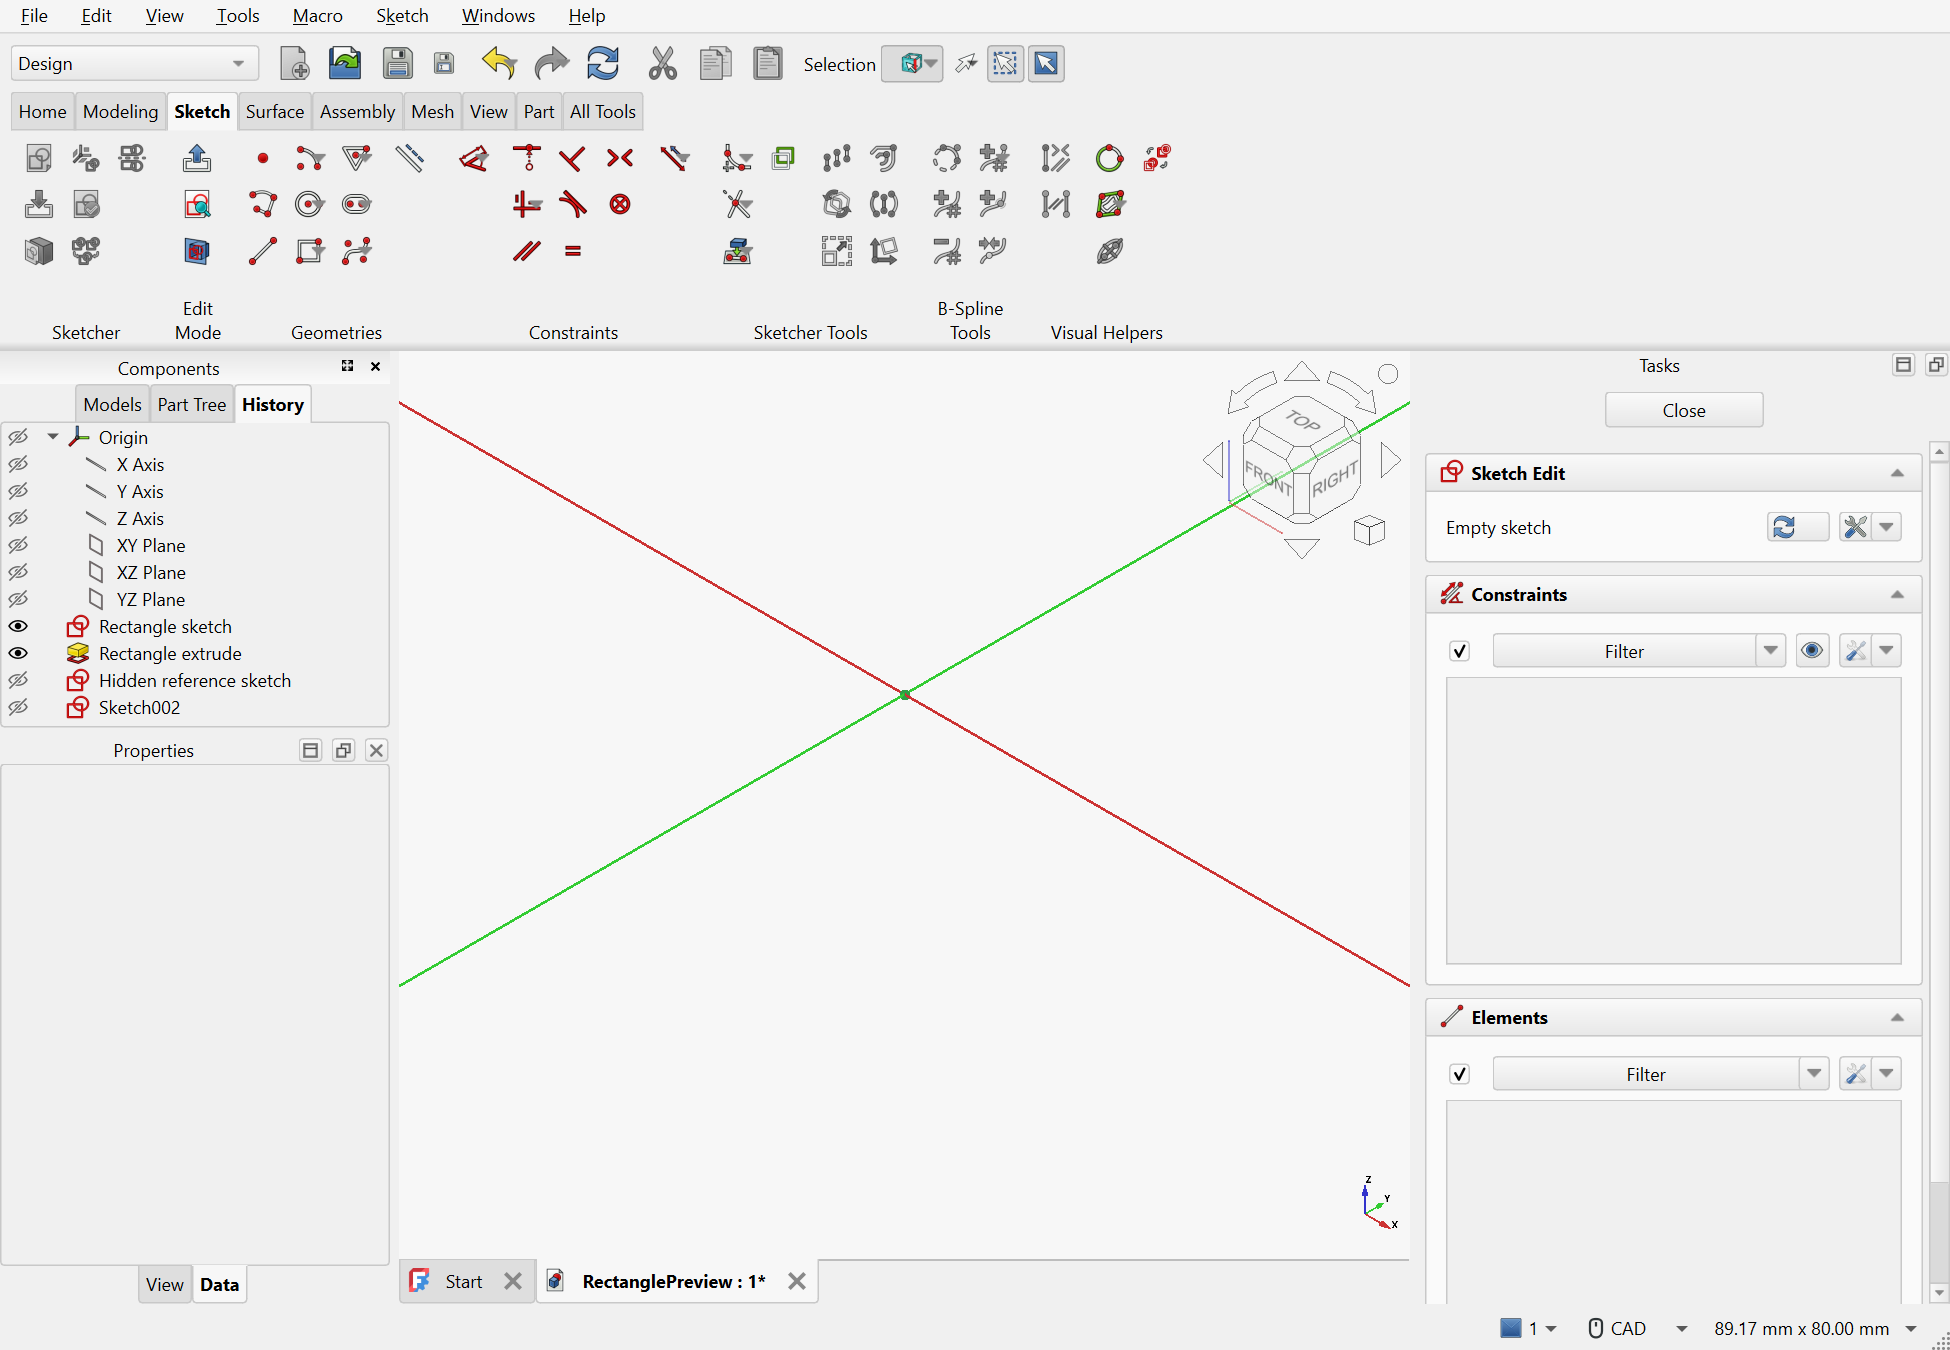 File Edit View Tools Macro Sketch Windows Help
Design Selection
Home Modeling Sketch Surface Assembly Mesh View Part All Tools
Sketcher Edit Mode Geometries Constraints Sketcher Tools B-Spline Tools Visual Helpers
Components
Models Part Tree History
Origin
X Axis
Y Axis
Z Axis
XY Plane
XZ Plane
YZ Plane
Rectangle sketch
Rectangle extrude
Hidden reference sketch
Sketch002
Properties
View Data
TOP
FRONT RIGHT
Z
Y
X
Start RectanglePreview : 1*
Tasks
Close
Sketch Edit
Empty sketch
Constraints
Filter
Elements
Filter
1 CAD 89.17 mm x 80.00 mm